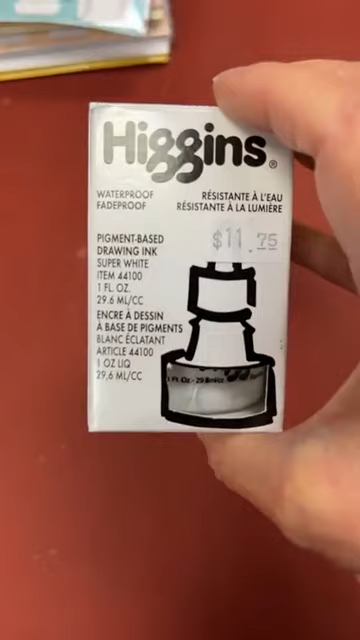 Higgins®
WATERPROOF
FADEPROOF
RÉSISTANTE À L'EAU
RÉSISTANTE À LA LUMIÈRE
$11.75
PIGMENT-BASED
DRAWING INK
SUPER WHITE
ITEM 44100
1 FL. OZ.
29.6 ML/CC
ENCRE À DESSIN
À BASE DE PIGMENTS
BLANC ÉCLATANT
ARTICLE 44100
1 OZ LIQ
29,6 ML/CC